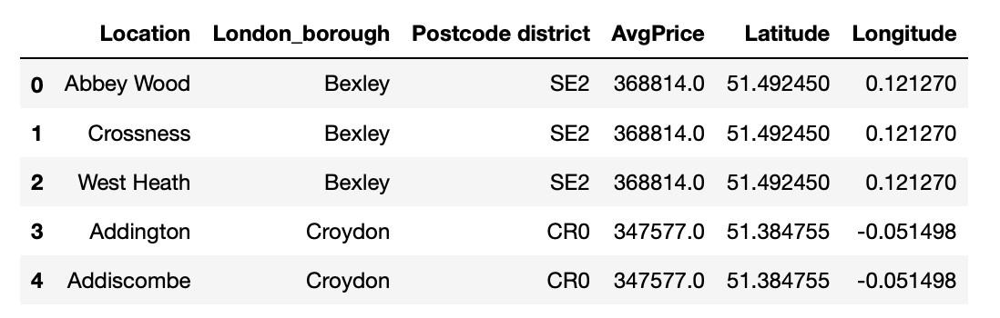 Location London_borough Postcode district AvgPrice Latitude Longitude
0 Abbey Wood Bexley SE2 368814.0 51.492450 0.121270
1 Crossness Bexley SE2 368814.0 51.492450 0.121270
2 West Heath Bexley SE2 368814.0 51.492450 0.121270
3 Addington Croydon CR0 347577.0 51.384755 -0.051498
4 Addiscombe Croydon CR0 347577.0 51.384755 -0.051498